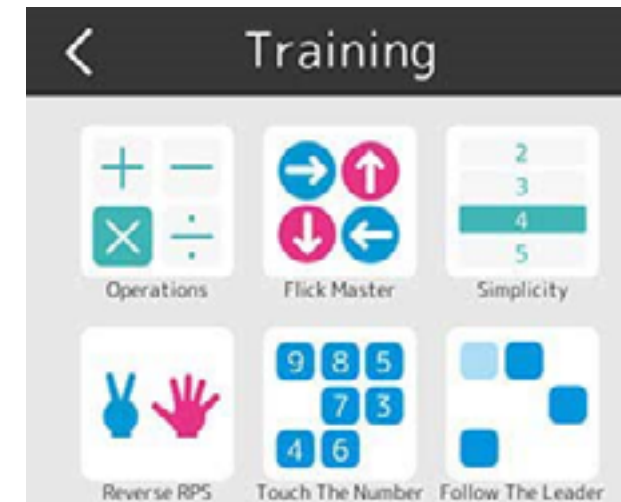 Training
+ −
× ÷
2
3
4
5
Operations Flick Master Simplicity
9 8 5
7 3
4 6
Reverse RPS Touch The Number Follow The Leader